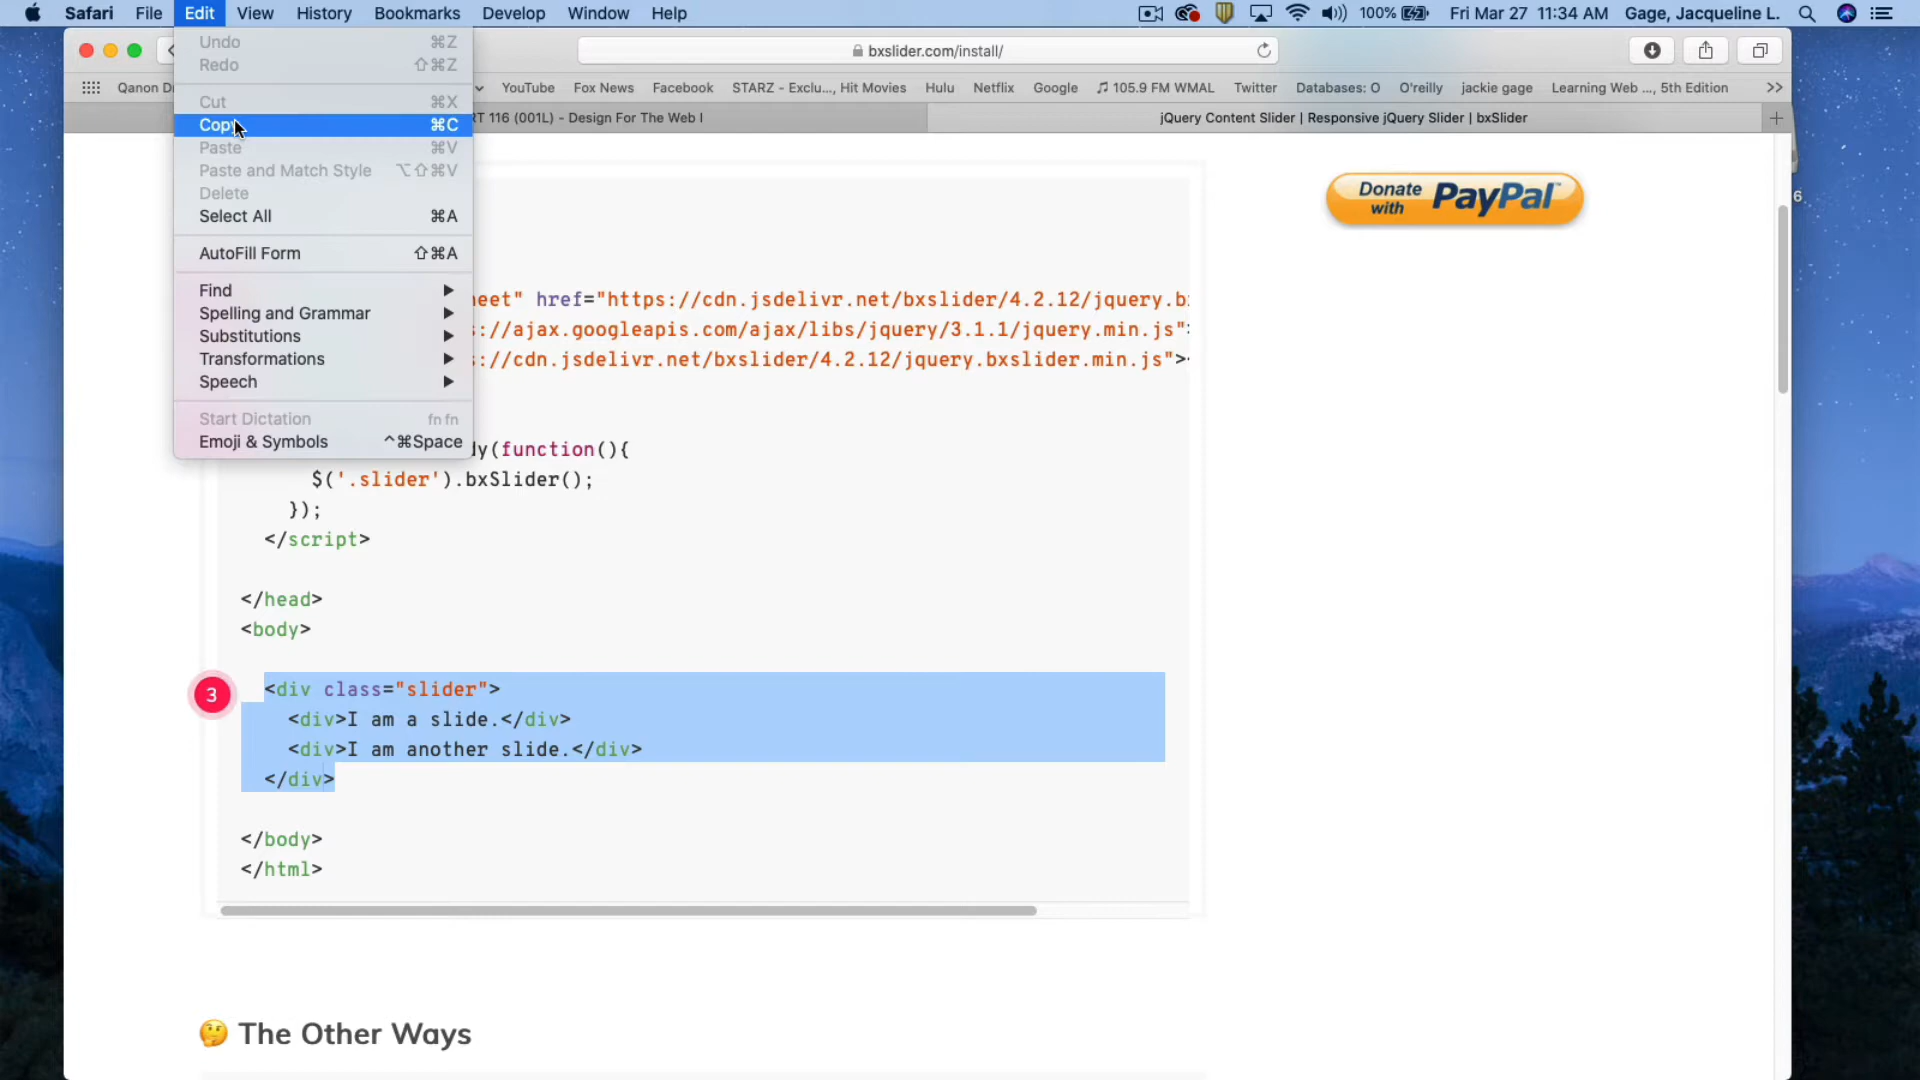 Safari File Edit View History Bookmarks Develop Window Help 100% Fri Mar 27 11:34 AM Gage, Jacqueline L.
bxslider.com/install/
YouTube Fox News Facebook STARZ - Exclu..., Hit Movies Hulu Netflix Google 105.9 FM WMAL Twitter Databases: O O'reilly jackie gage Learning Web ..., 5th Edition >>
116 (001L) - Design For The Web I
jQuery Content Slider | Responsive jQuery Slider | bxSlider
Undo ⌘Z
Redo ⇧⌘Z
Cut ⌘X
Copy ⌘C
Paste ⌘V
Paste and Match Style ⌥⇧⌘V
Delete
Select All ⌘A
AutoFill Form ⇧⌘A
Find
Spelling and Grammar
Substitutions
Transformations
Speech
Start Dictation fn fn
Emoji & Symbols ^⌘Space
Donate with PayPal™
6
eet" href="https://cdn.jsdelivr.net/bxslider/4.2.12/jquery.b
://ajax.googleapis.com/ajax/libs/jquery/3.1.1/jquery.min.js"
://cdn.jsdelivr.net/bxslider/4.2.12/jquery.bxslider.min.js">
dy(function(){
$('.slider').bxSlider();
});
</script>
</head>
<body>
3
<div class="slider">
<div>I am a slide.</div>
<div>I am another slide.</div>
</div>
</body>
</html>
🤔 The Other Ways